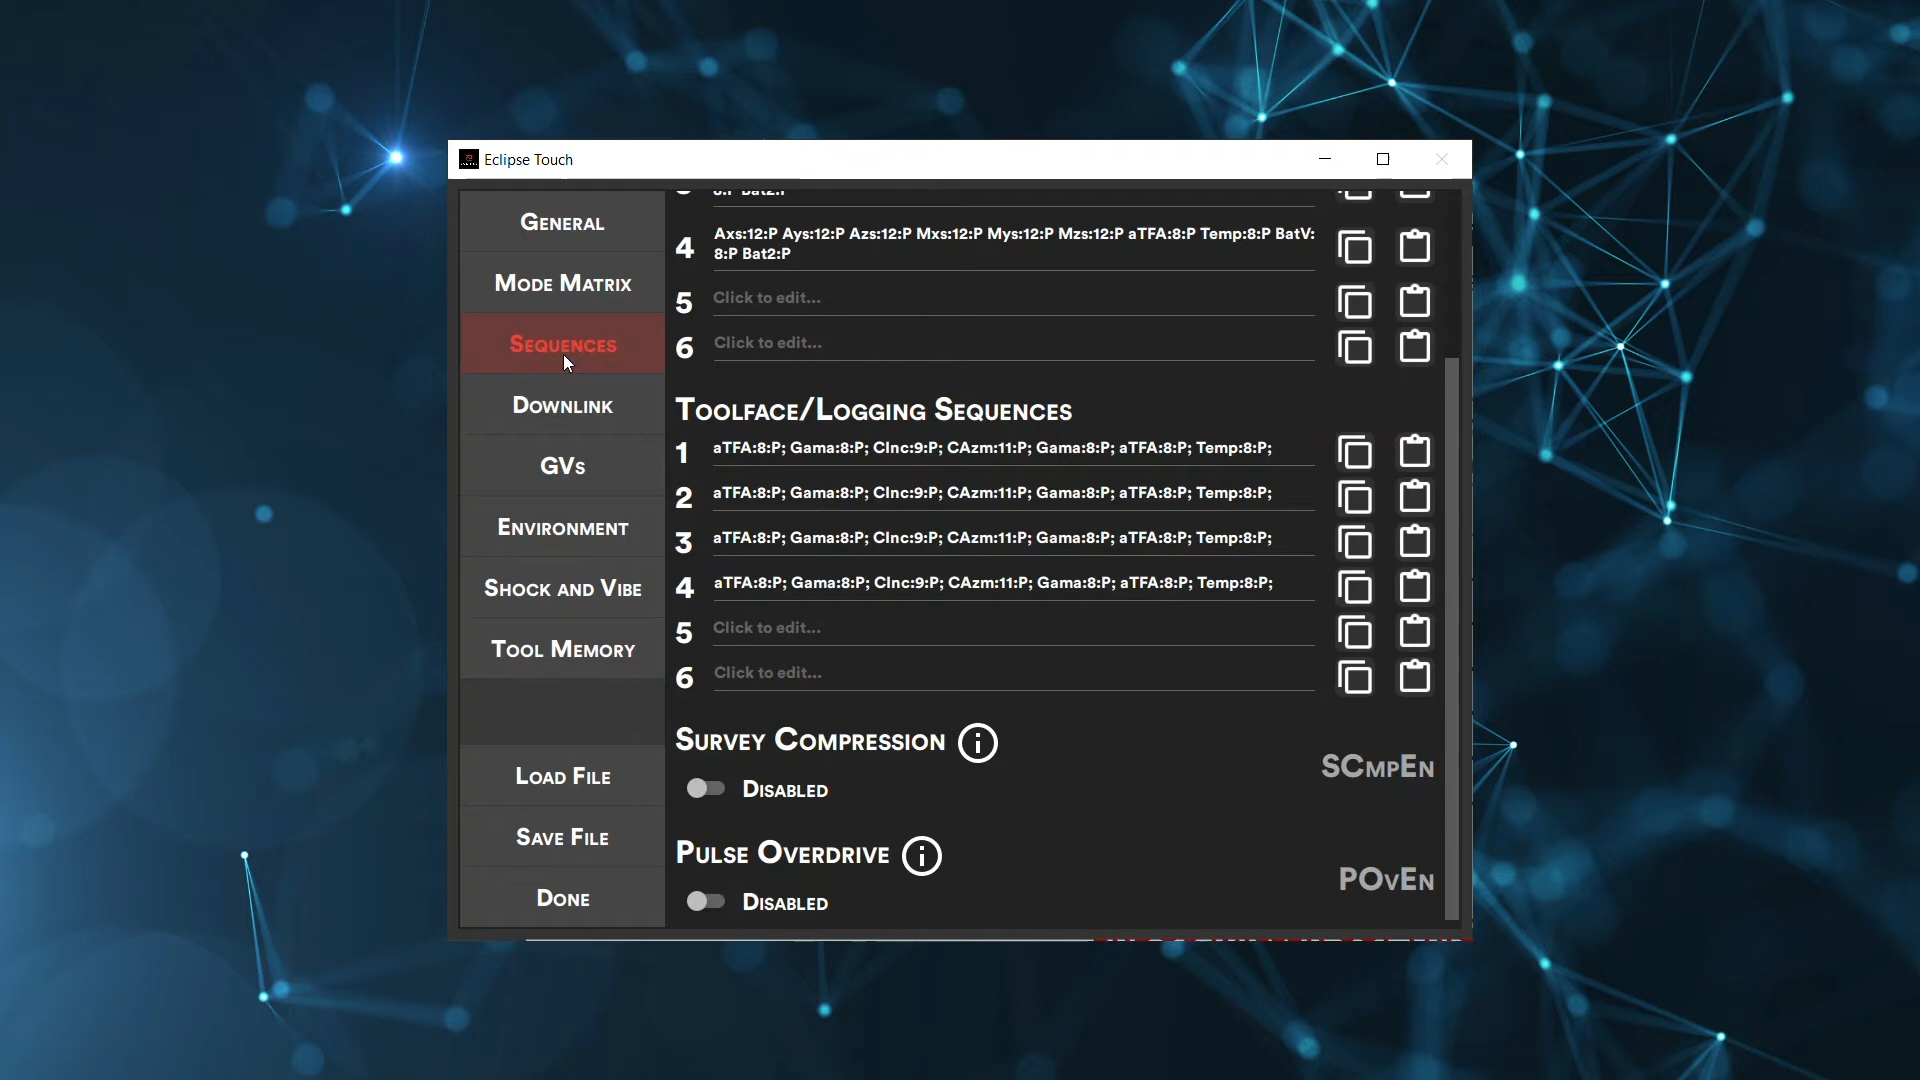 Eclipse Touch
General
Mode Matrix
Sequences
Downlink
GVs
Environment
Shock and Vibe
Tool Memory
Load File
Save File
Done
8:P Bat2:P
4 Axs:12:P Ays:12:P Azs:12:P Mxs:12:P Mys:12:P Mzs:12:P aTFA:8:P Temp:8:P BatV:
8:P Bat2:P
5 Click to edit...
6 Click to edit...
Toolface/Logging Sequences
1 aTFA:8:P; Gama:8:P; CInc:9:P; CAzm:11:P; Gama:8:P; aTFA:8:P; Temp:8:P;
2 aTFA:8:P; Gama:8:P; CInc:9:P; CAzm:11:P; Gama:8:P; aTFA:8:P; Temp:8:P;
3 aTFA:8:P; Gama:8:P; CInc:9:P; CAzm:11:P; Gama:8:P; aTFA:8:P; Temp:8:P;
4 aTFA:8:P; Gama:8:P; CInc:9:P; CAzm:11:P; Gama:8:P; aTFA:8:P; Temp:8:P;
5 Click to edit...
6 Click to edit...
Survey Compression
SCmpEn
Disabled
Pulse Overdrive
POvEn
Disabled